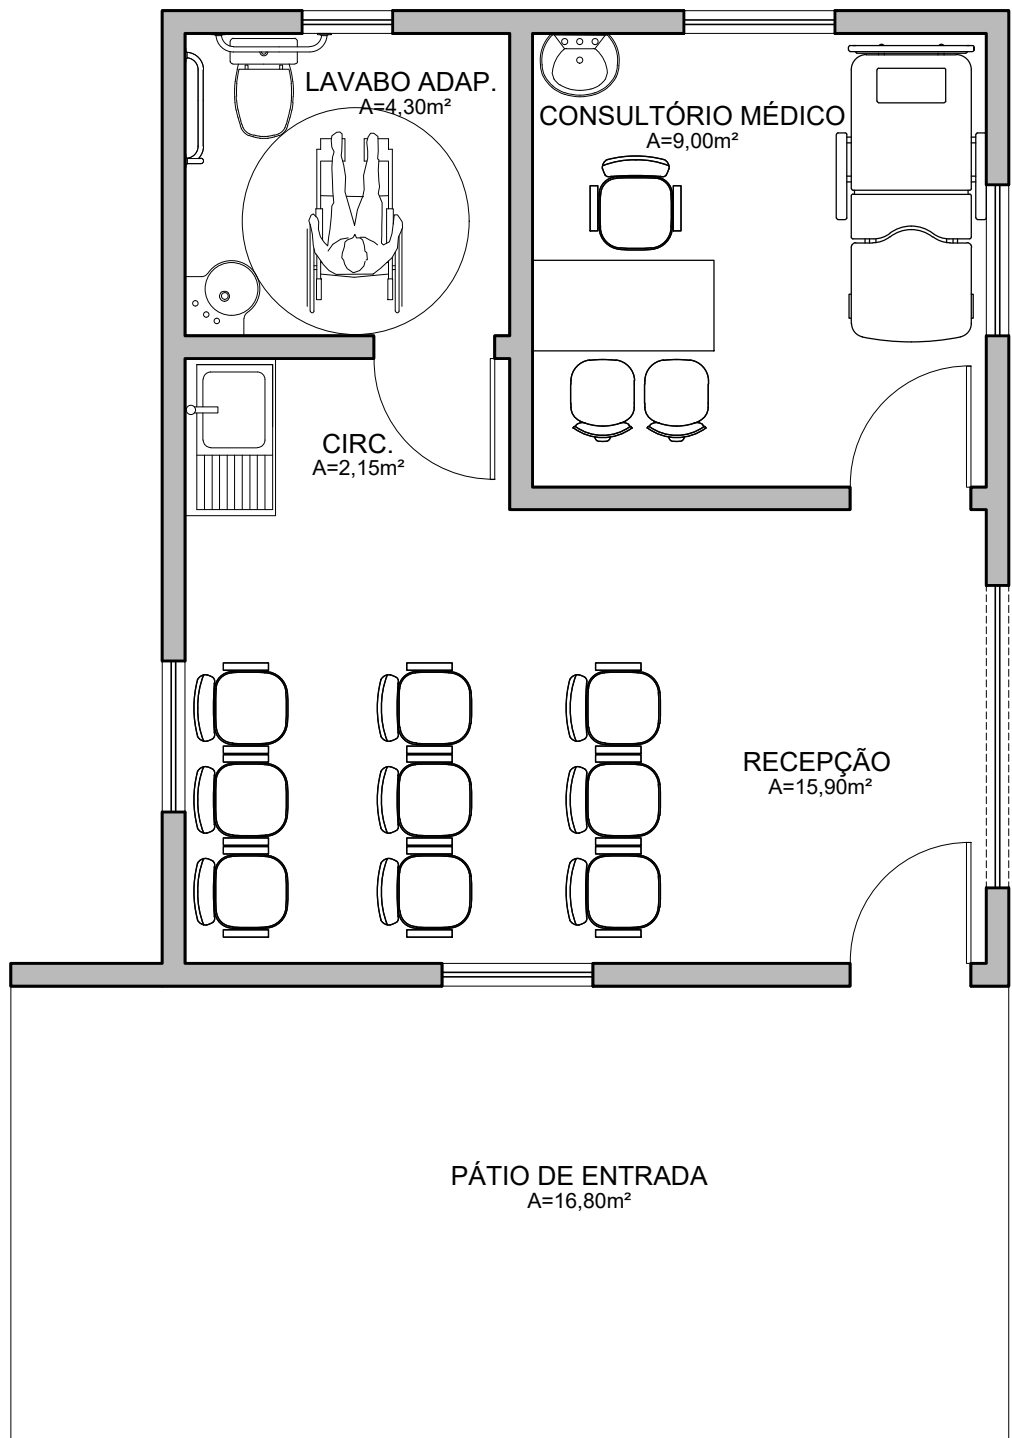 LAVABO ADAP.
A=4,30m²
CONSULTÓRIO MÉDICO
A=9,00m²
CIRC.
A=2,15m²
RECEPÇÃO
A=15,90m²
PÁTIO DE ENTRADA
A=16,80m²